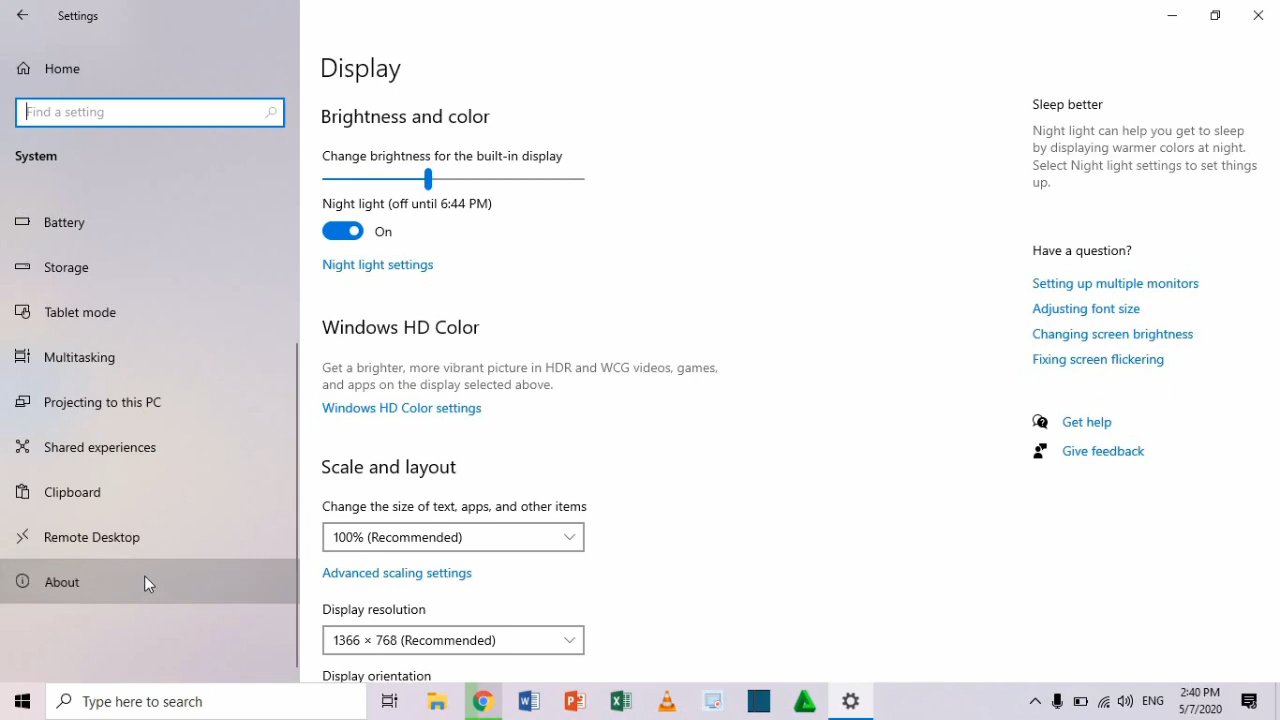 Settings
Home
Find a setting
System
Battery
Storage
Tablet mode
Multitasking
Projecting to this PC
Shared experiences
Clipboard
Remote Desktop
About
Display
Brightness and color
Change brightness for the built-in display
Night light (off until 6:44 PM)
On
Night light settings
Windows HD Color
Get a brighter, more vibrant picture in HDR and WCG videos, games,
and apps on the display selected above.
Windows HD Color settings
Scale and layout
Change the size of text, apps, and other items
100% (Recommended)
Advanced scaling settings
Display resolution
1366 × 768 (Recommended)
Display orientation
Sleep better
Night light can help you get to sleep
by displaying warmer colors at night.
Select Night light settings to set things
up.
Have a question?
Setting up multiple monitors
Adjusting font size
Changing screen brightness
Fixing screen flickering
Get help
Give feedback
Type here to search
ENG
2:40 PM
5/7/2020